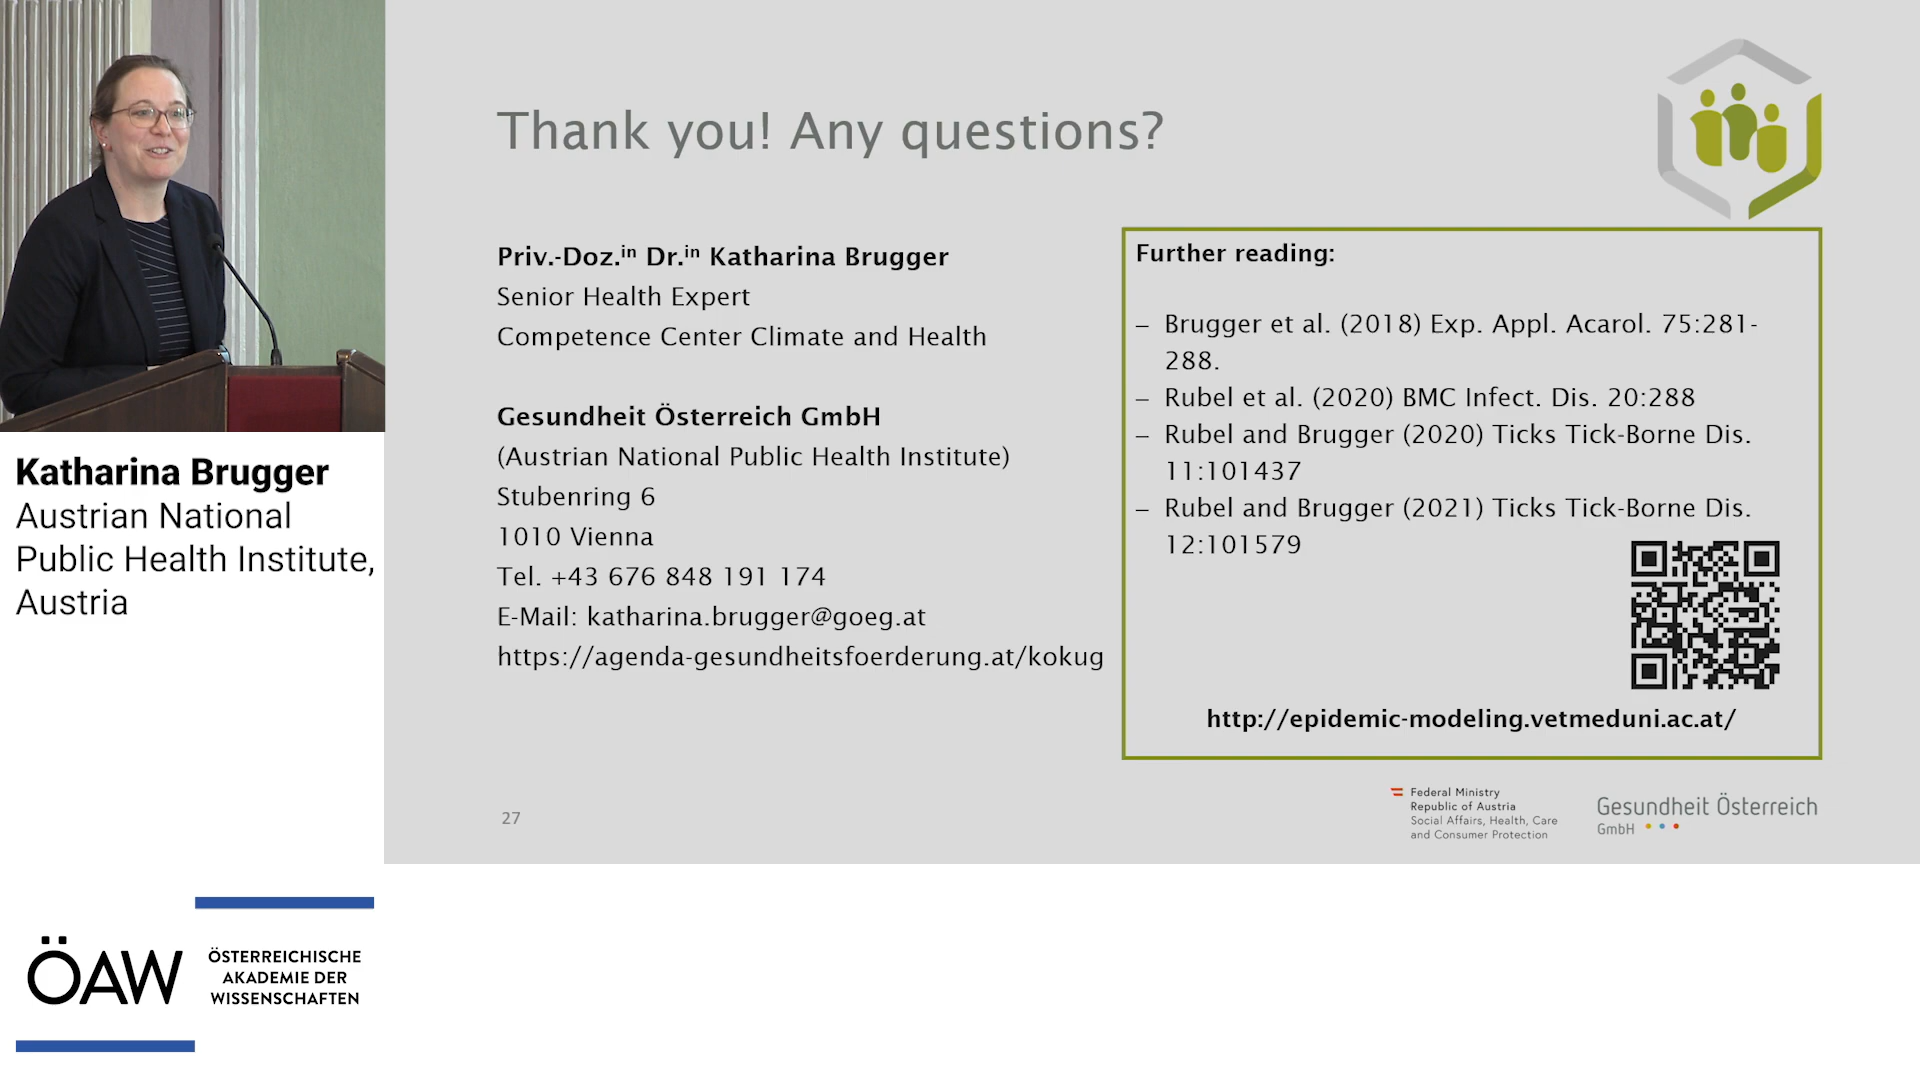 Thank you! Any questions?
Priv.-Doz.in Dr.in Katharina Brugger
Senior Health Expert
Competence Center Climate and Health
Gesundheit Österreich GmbH
(Austrian National Public Health Institute)
Stubenring 6
1010 Vienna
Tel. +43 676 848 191 174
E-Mail: katharina.brugger@goeg.at
https://agenda-gesundheitsfoerderung.at/kokug
Further reading:
– Brugger et al. (2018) Exp. Appl. Acarol. 75:281-
288.
– Rubel et al. (2020) BMC Infect. Dis. 20:288
– Rubel and Brugger (2020) Ticks Tick-Borne Dis.
11:101437
– Rubel and Brugger (2021) Ticks Tick-Borne Dis.
12:101579
http://epidemic-modeling.vetmeduni.ac.at/
27
Federal Ministry
Republic of Austria
Social Affairs, Health, Care
and Consumer Protection
Gesundheit Österreich
GmbH
Katharina Brugger
Austrian National
Public Health Institute,
Austria
ÖAW
ÖSTERREICHISCHE
AKADEMIE DER
WISSENSCHAFTEN